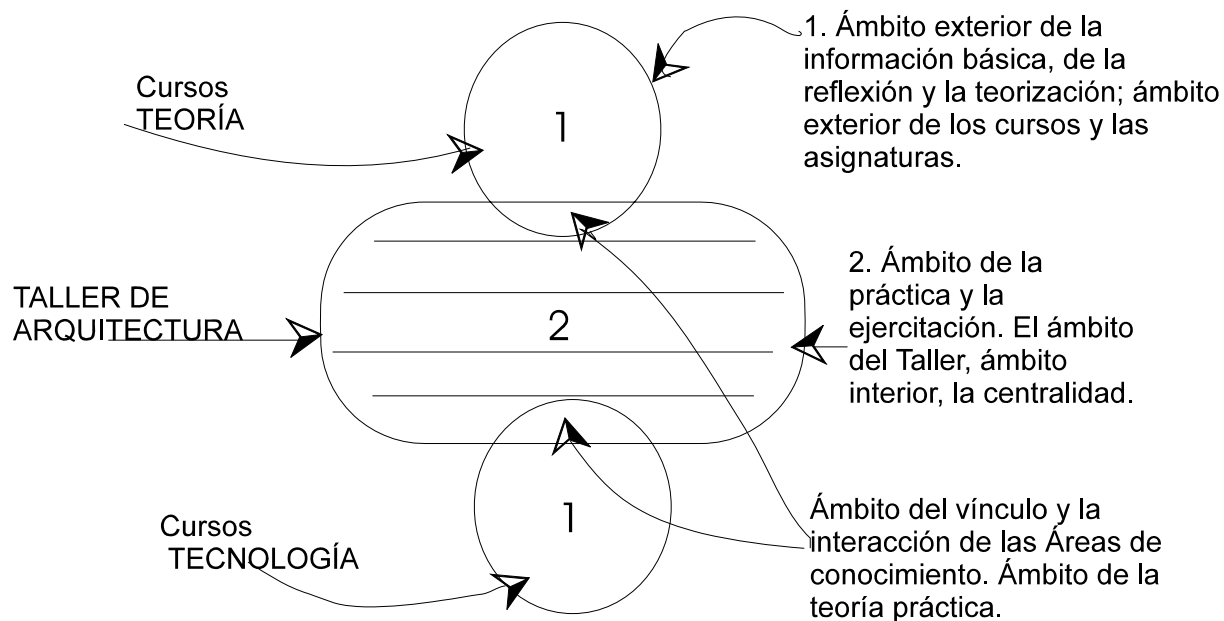 1. Ámbito exterior de la
información básica, de la
reflexión y la teorización; ámbito
exterior de los cursos y las
asignaturas.
Cursos
TEORÍA
1
TALLER DE
ARQUITECTURA
2
2. Ámbito de la
práctica y la
ejercitación. El ámbito
del Taller, ámbito
interior, la centralidad.
Cursos
TECNOLOGÍA
1
Ámbito del vínculo y la
interacción de las Áreas de
conocimiento. Ámbito de la
teoría práctica.